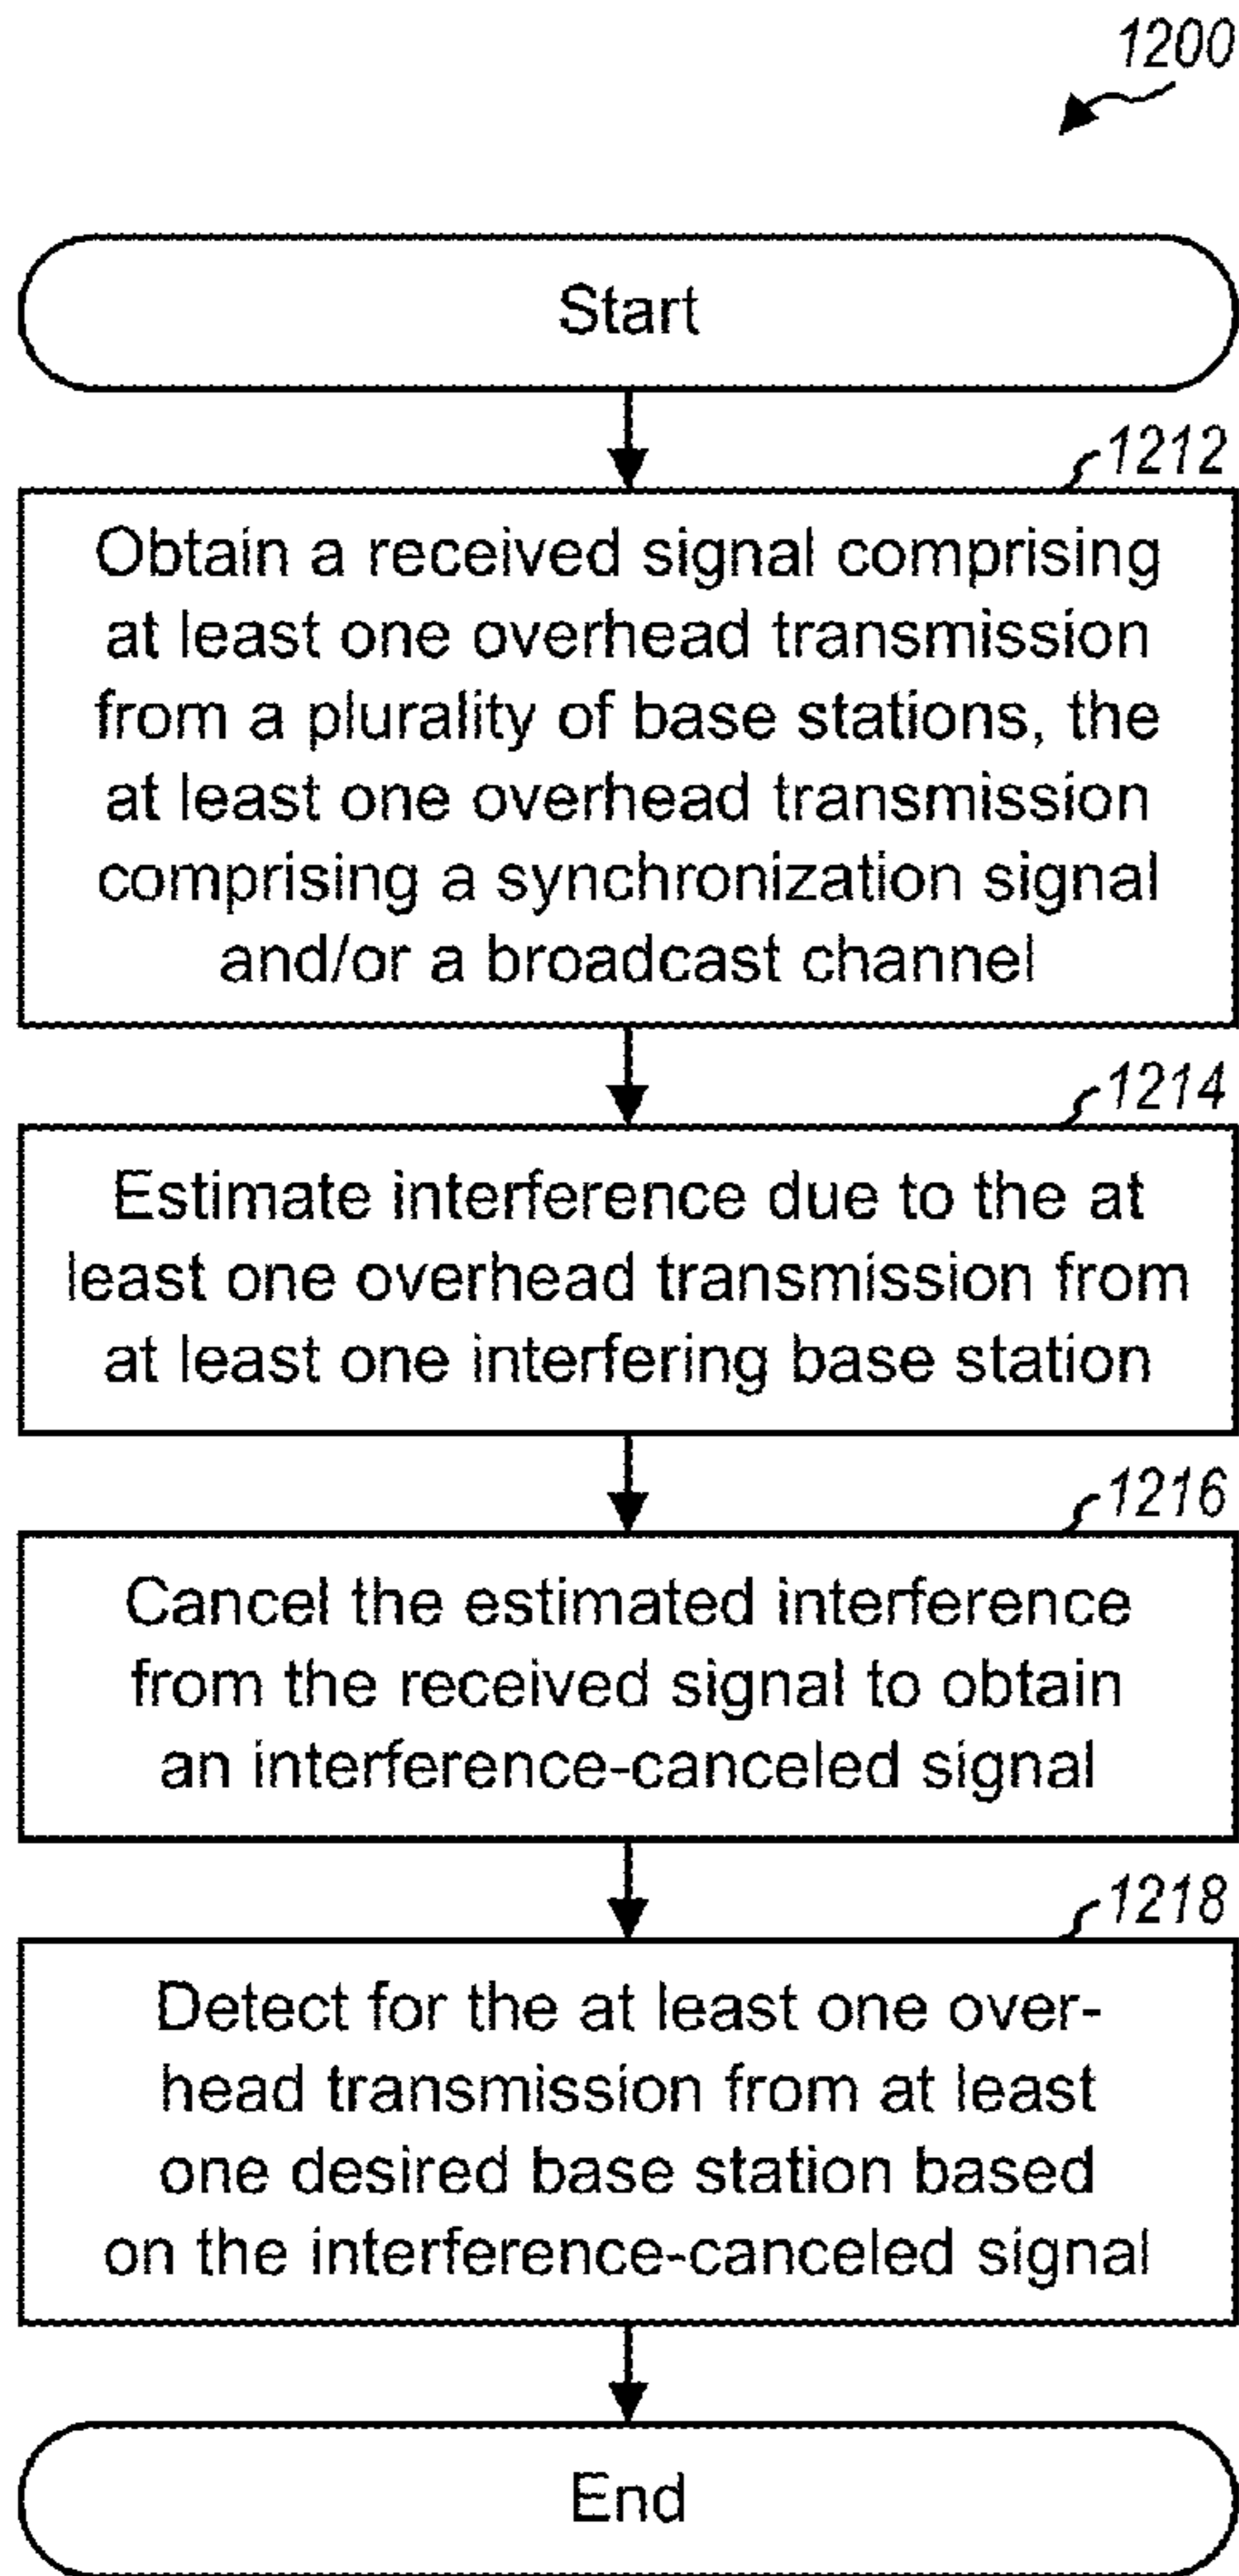 1200
Start
1212
Obtain a received signal comprising
at least one overhead transmission
from a plurality of base stations, the
at least one overhead transmission
comprising a synchronization signal
and/or a broadcast channel
1214
Estimate interference due to the at
least one overhead transmission from
at least one interfering base station
1216
Cancel the estimated interference
from the received signal to obtain
an interference-canceled signal
1218
Detect for the at least one over-
head transmission from at least
one desired base station based
on the interference-canceled signal
End